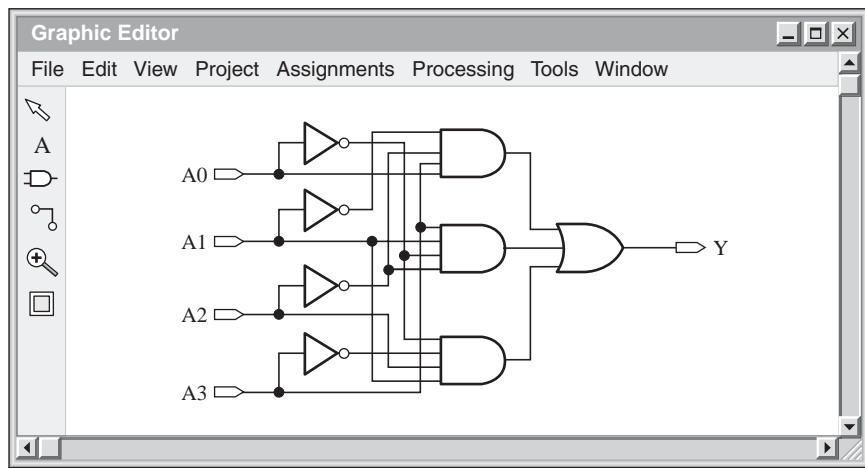 Graphic Editor
File Edit View Project Assignments Processing Tools Window
A
A0
A1
Y
A2
A3